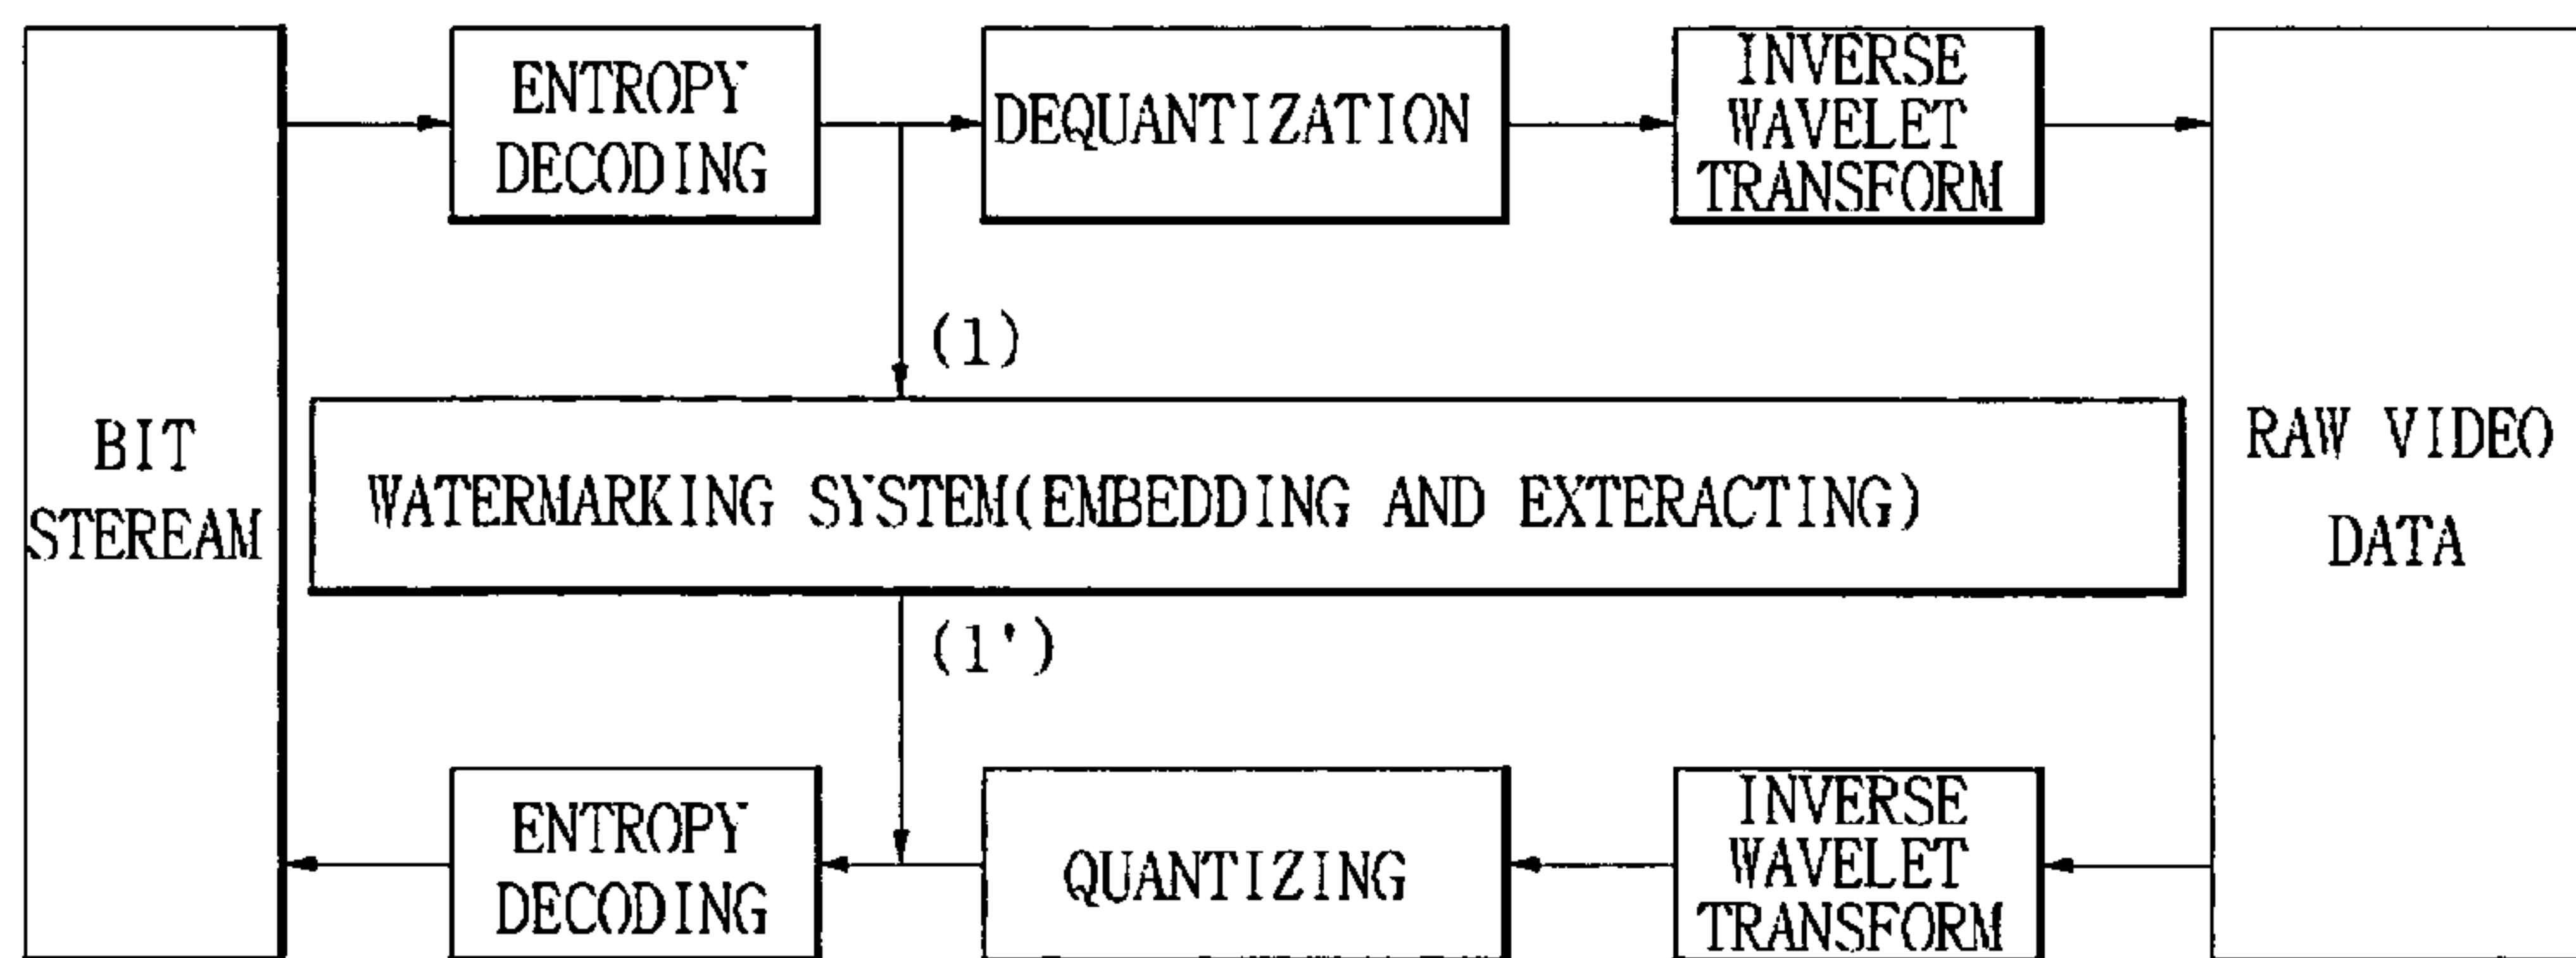 BIT
STEREAM
ENTROPY
DECODING
DEQUANTIZATION
INVERSE
WAVELET
TRANSFORM
(1)
WATERMARKING SYSTEM(EMBEDDING AND EXTERACTING)
(1')
ENTROPY
DECODING
QUANTIZING
INVERSE
WAVELET
TRANSFORM
RAW VIDEO
DATA